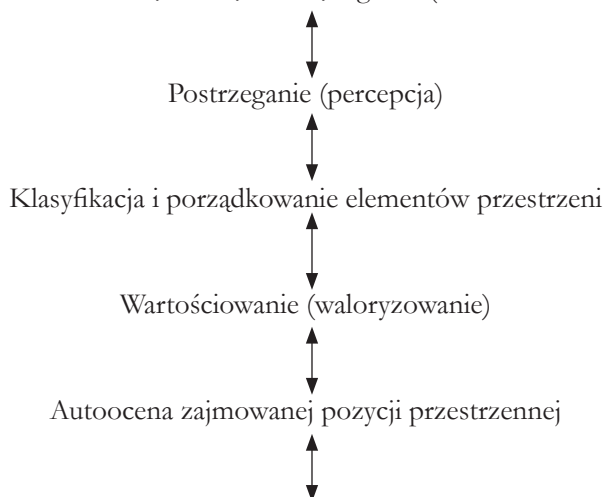 Postrzeganie (percepcja)
Klasyfikacja i porządkowanie elementów przestrzeni
Wartościowanie (waloryzowanie)
Autoocena zajmowanej pozycji przestrzennej